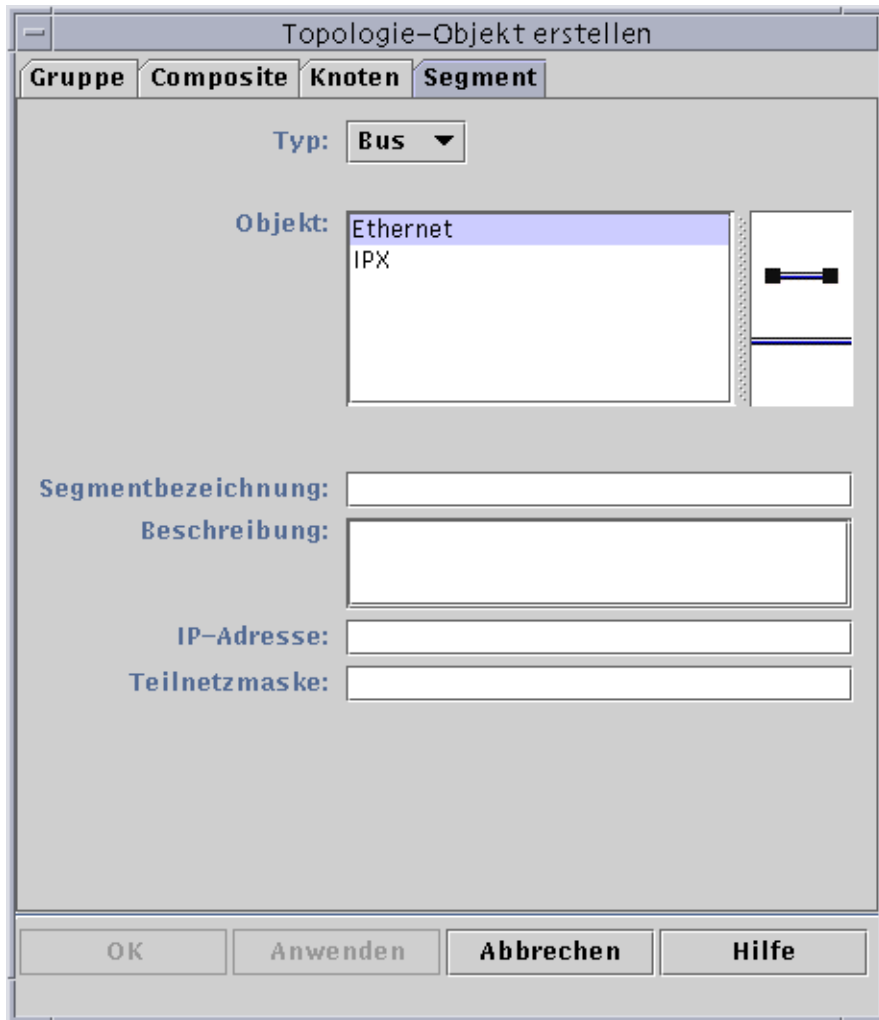 Topologie-Objekt erstellen
Gruppe Composite Knoten Segment
Typ: Bus
Objekt: Ethernet
IPX
Segmentbezeichnung:
Beschreibung:
IP-Adresse:
Teilnetzmaske:
OK Anwenden Abbrechen Hilfe